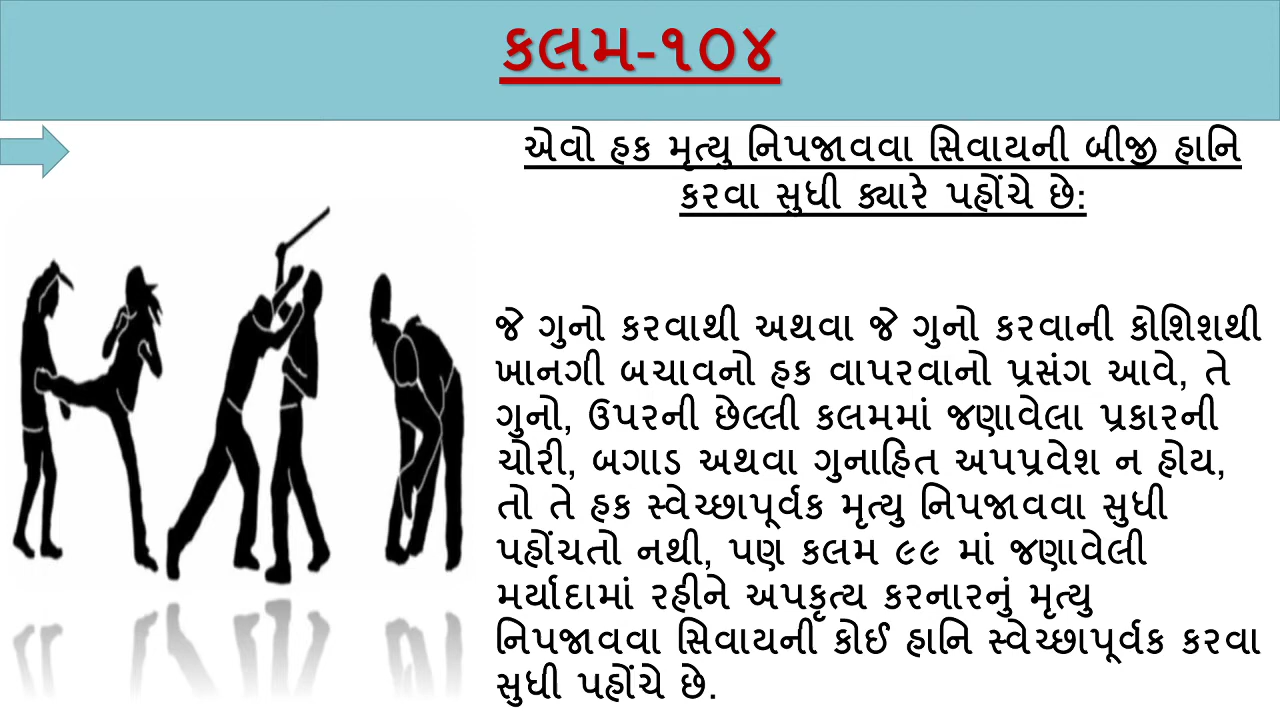 કલમ-૧૦૪
એવો હક મૃત્યુ નિપજાવવા સિવાયની બીજી હાનિ
કરવા સુધી ક્યારે પહોંચે છે:
જે ગુનો કરવાથી અથવા જે ગુનો કરવાની કોશિશથી
ખાનગી બચાવનો હક વાપરવાનો પ્રસંગ આવે, તે
ગુનો, ઉપરની છેલ્લી કલમમાં જણાવેલા પ્રકારની
ચોરી, બગાડ અથવા ગુનાહિત અપપ્રવેશ ન હોય,
તો તે હક સ્વેચ્છાપૂર્વક મૃત્યુ નિપજાવવા સુધી
પહોંચતો નથી, પણ કલમ ૯૯ માં જણાવેલી
મર્યાદામાં રહીને અપકૃત્ય કરનારનું મૃત્યુ
નિપજાવવા સિવાયની કોઈ હાનિ સ્વેચ્છાપૂર્વક કરવા
સુધી પહોંચે છે.